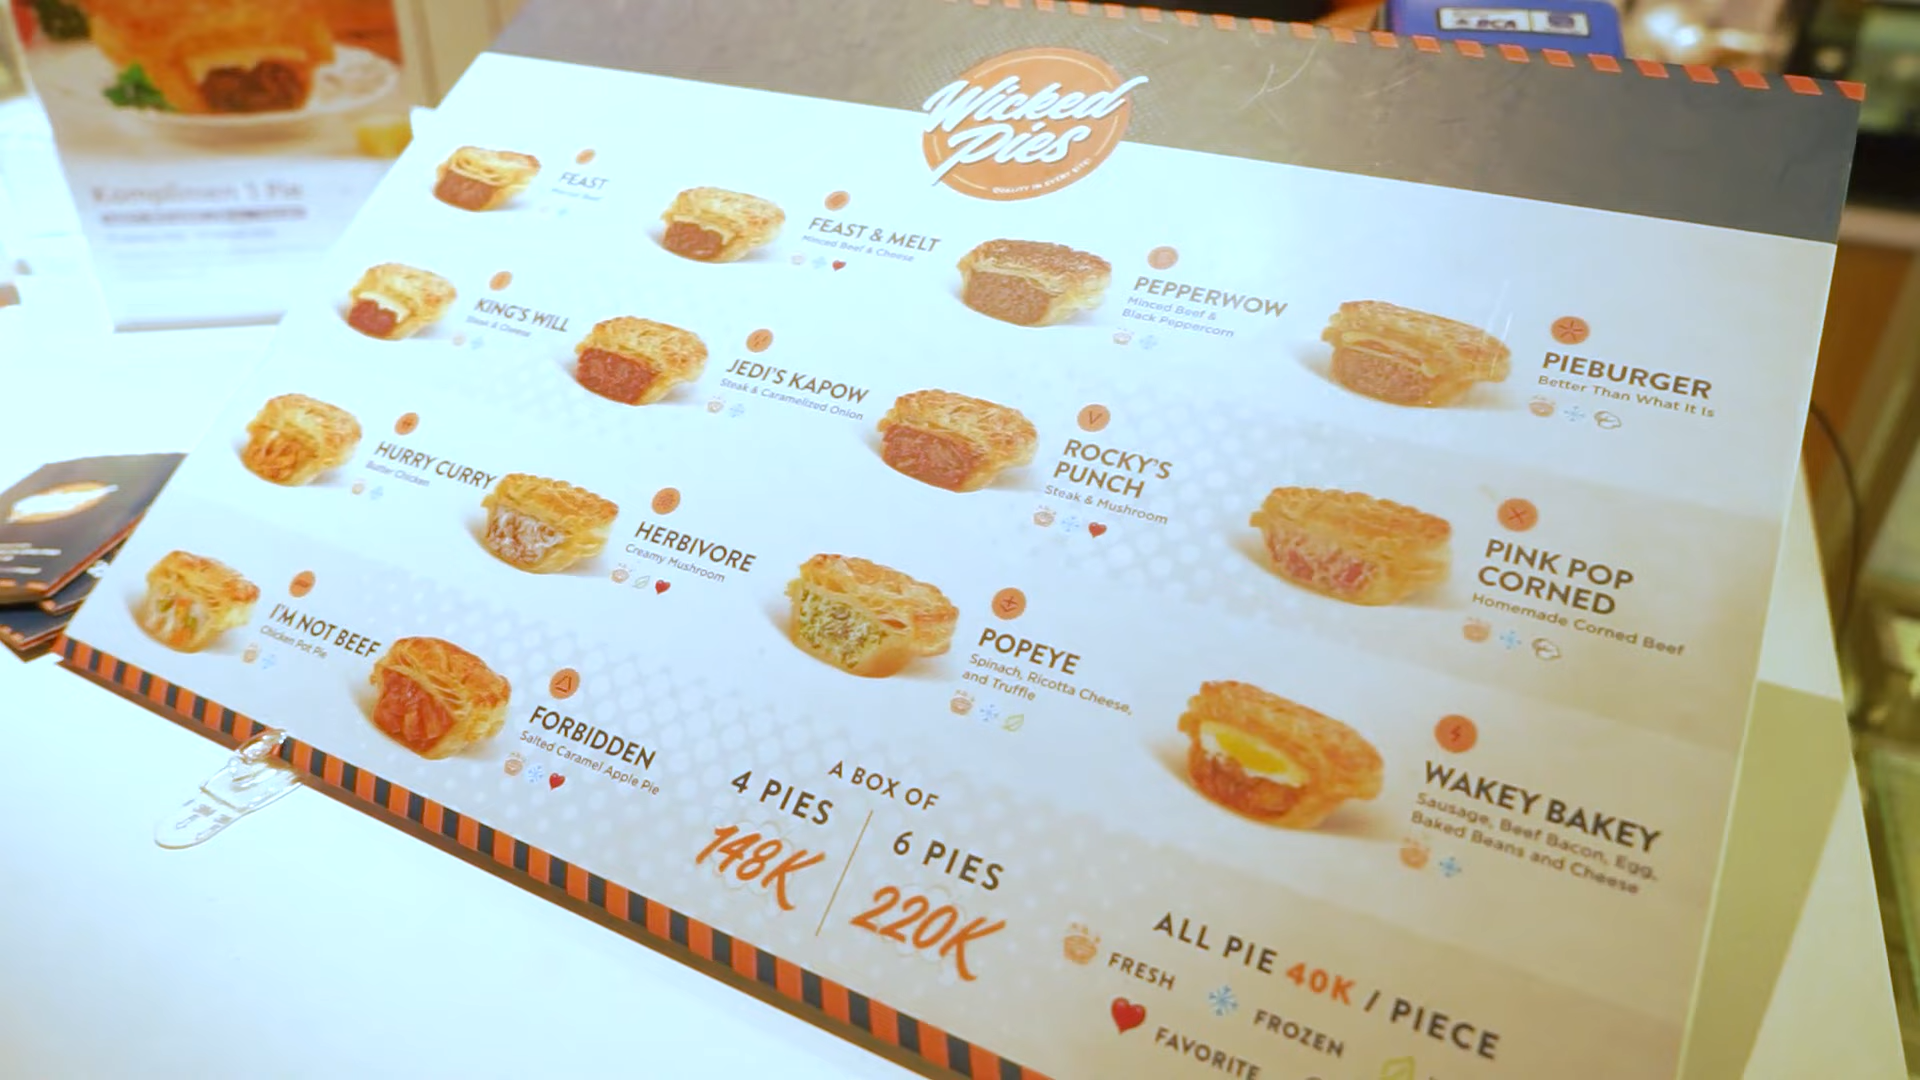 BCA
Wicked
Pies
QUALITY IN EVERY BITE!
Komplimen 1 Pie
FEAST
Minced Beef
FEAST & MELT
Minced Beef & Cheese
PEPPERWOW
Minced Beef &
Black Peppercorn
PIEBURGER
Better Than What It Is
KING'S WILL
Steak & Cheese
JEDI'S KAPOW
Steak & Caramelized Onion
ROCKY'S
PUNCH
Steak & Mushroom
PINK POP
CORNED
Homemade Corned Beef
HURRY CURRY
Butter Chicken
HERBIVORE
Creamy Mushroom
POPEYE
Spinach, Ricotta Cheese,
and Truffle
WAKEY BAKEY
Sausage, Beef Bacon, Egg,
Baked Beans and Cheese
I'M NOT BEEF
Chicken Pot Pie
FORBIDDEN
Salted Caramel Apple Pie
A BOX OF
4 PIES
148K
6 PIES
220K
ALL PIE 40K / PIECE
FRESH
FROZEN
FAVORITE